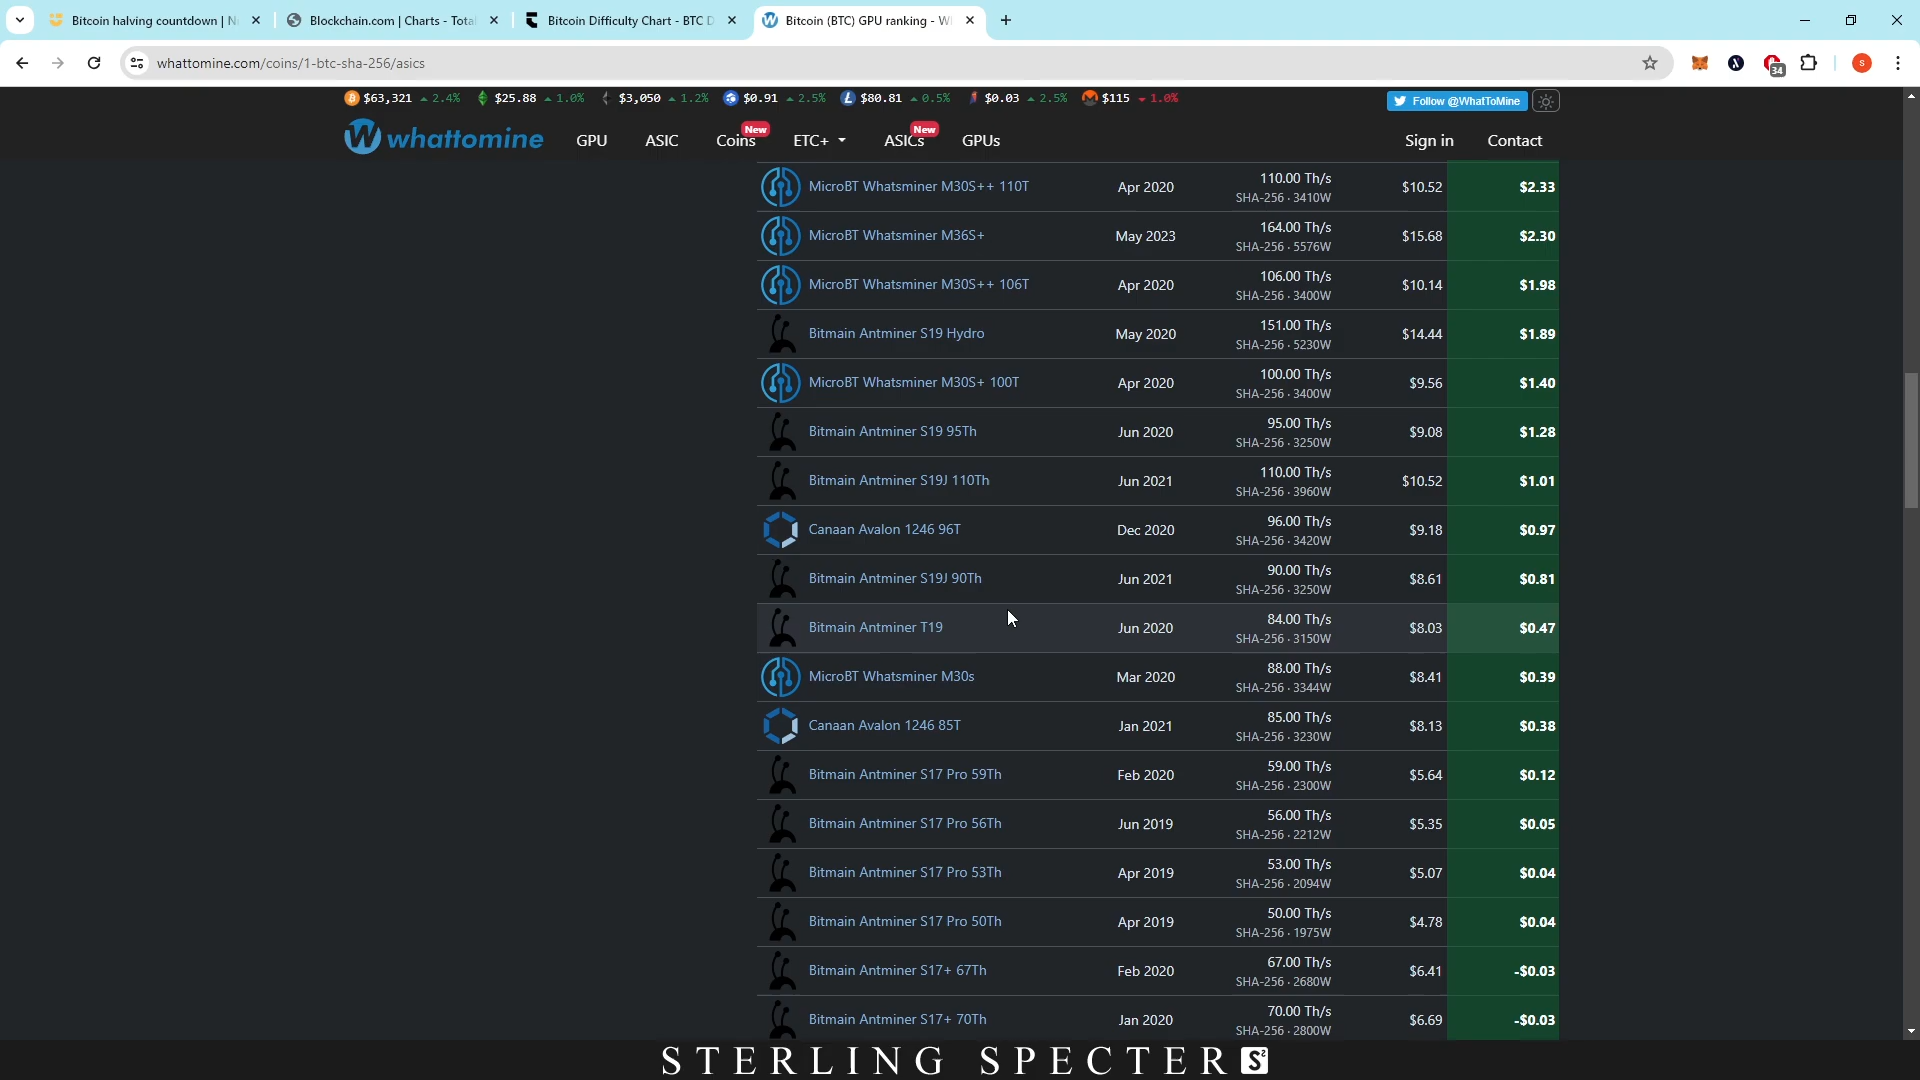 Bitcoin halving countdown | N
Blockchain.com | Charts - Tota
Bitcoin Difficulty Chart - BTC D
Bitcoin (BTC) GPU ranking - W
whattomine.com/coins/1-btc-sha-256/asics
34
S
$63,321 2.4% $25.88 1.0% $3,050 1.2% $0.91 2.5% $80.81 0.5% $0.03 2.5% $115 1.0%
Follow @WhatToMine
whattomine GPU ASIC Coins New ETC+ ASICs New GPUs Sign in Contact
MicroBT Whatsminer M30S++ 110T Apr 2020 110.00 Th/s $10.52 $2.33
SHA-256 · 3410W
MicroBT Whatsminer M36S+ May 2023 164.00 Th/s $15.68 $2.30
SHA-256 · 5576W
MicroBT Whatsminer M30S++ 106T Apr 2020 106.00 Th/s $10.14 $1.98
SHA-256 · 3400W
Bitmain Antminer S19 Hydro May 2020 151.00 Th/s $14.44 $1.89
SHA-256 · 5230W
MicroBT Whatsminer M30S+ 100T Apr 2020 100.00 Th/s $9.56 $1.40
SHA-256 · 3400W
Bitmain Antminer S19 95Th Jun 2020 95.00 Th/s $9.08 $1.28
SHA-256 · 3250W
Bitmain Antminer S19J 110Th Jun 2021 110.00 Th/s $10.52 $1.01
SHA-256 · 3960W
Canaan Avalon 1246 96T Dec 2020 96.00 Th/s $9.18 $0.97
SHA-256 · 3420W
Bitmain Antminer S19J 90Th Jun 2021 90.00 Th/s $8.61 $0.81
SHA-256 · 3250W
Bitmain Antminer T19 Jun 2020 84.00 Th/s $8.03 $0.47
SHA-256 · 3150W
MicroBT Whatsminer M30s Mar 2020 88.00 Th/s $8.41 $0.39
SHA-256 · 3344W
Canaan Avalon 1246 85T Jan 2021 85.00 Th/s $8.13 $0.38
SHA-256 · 3230W
Bitmain Antminer S17 Pro 59Th Feb 2020 59.00 Th/s $5.64 $0.12
SHA-256 · 2300W
Bitmain Antminer S17 Pro 56Th Jun 2019 56.00 Th/s $5.35 $0.05
SHA-256 · 2212W
Bitmain Antminer S17 Pro 53Th Apr 2019 53.00 Th/s $5.07 $0.04
SHA-256 · 2094W
Bitmain Antminer S17 Pro 50Th Apr 2019 50.00 Th/s $4.78 $0.04
SHA-256 · 1975W
Bitmain Antminer S17+ 67Th Feb 2020 67.00 Th/s $6.41 -$0.03
SHA-256 · 2680W
Bitmain Antminer S17+ 70Th Jan 2020 70.00 Th/s $6.69 -$0.03
SHA-256 · 2800W
STERLING SPECTER S²